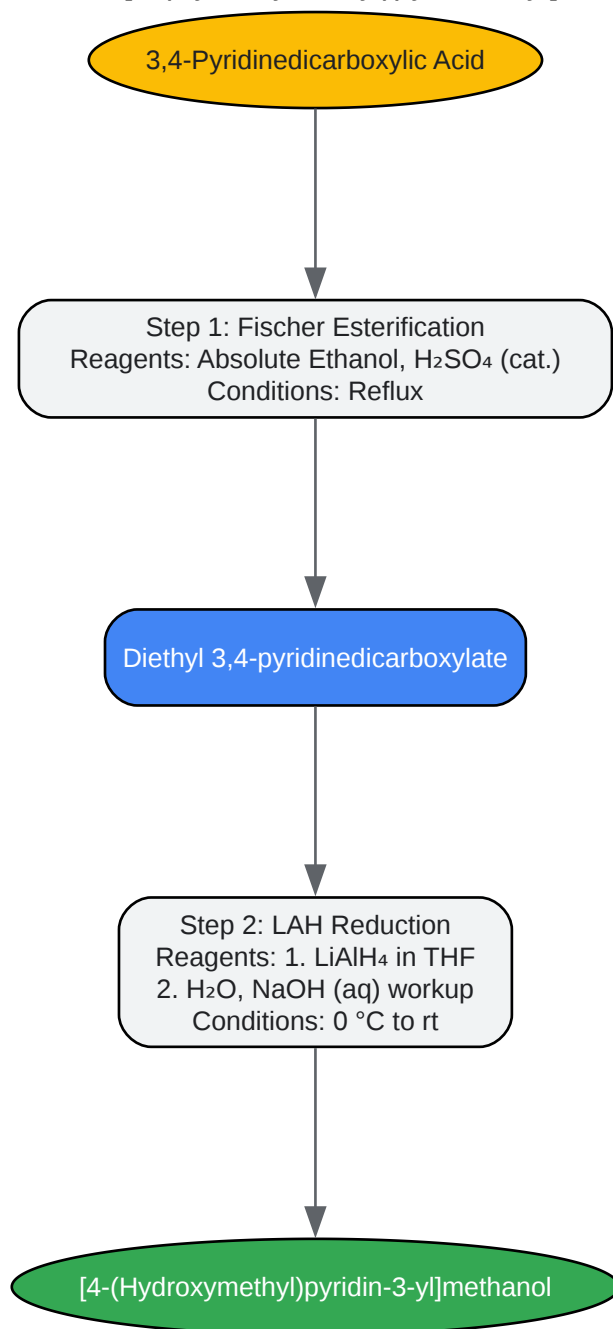 3,4-Pyridinedicarboxylic Acid
Step 1: Fischer Esterification
Reagents: Absolute Ethanol, H₂SO₄ (cat.)
Conditions: Reflux
Diethyl 3,4-pyridinedicarboxylate
Step 2: LAH Reduction
Reagents: 1. LiAlH₄ in THF
2. H₂O, NaOH (aq) workup
Conditions: 0 °C to rt
[4-(Hydroxymethyl)pyridin-3-yl]methanol